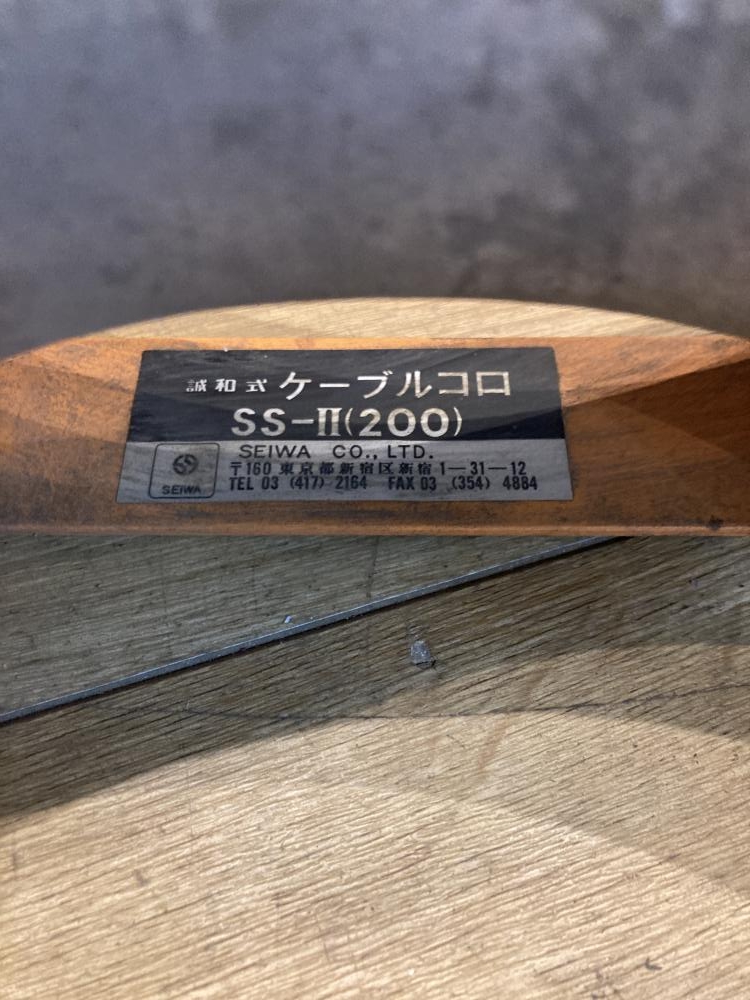 誠和式 ケーブルコロ
SS-II(200)
SEIWA CO., LTD.
〒160 東京都新宿区新宿1-31-12
TEL 03 (417) 2164 FAX 03 (354) 4884
SEIWA